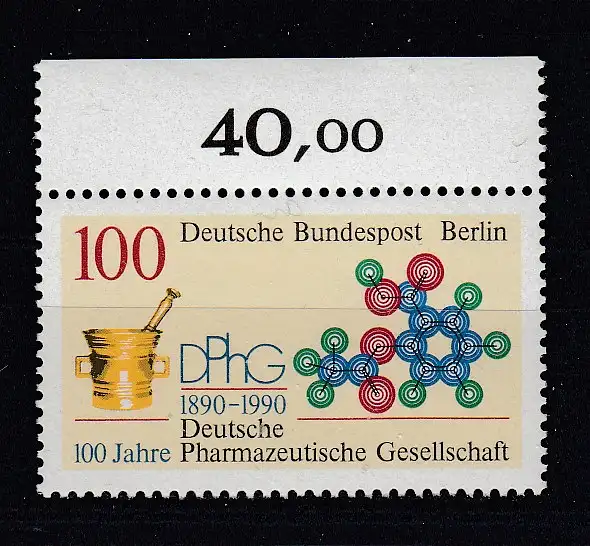 40,00
100 Deutsche Bundespost Berlin
DPhG
1890-1990
Deutsche
100 Jahre Pharmazeutische Gesellschaft